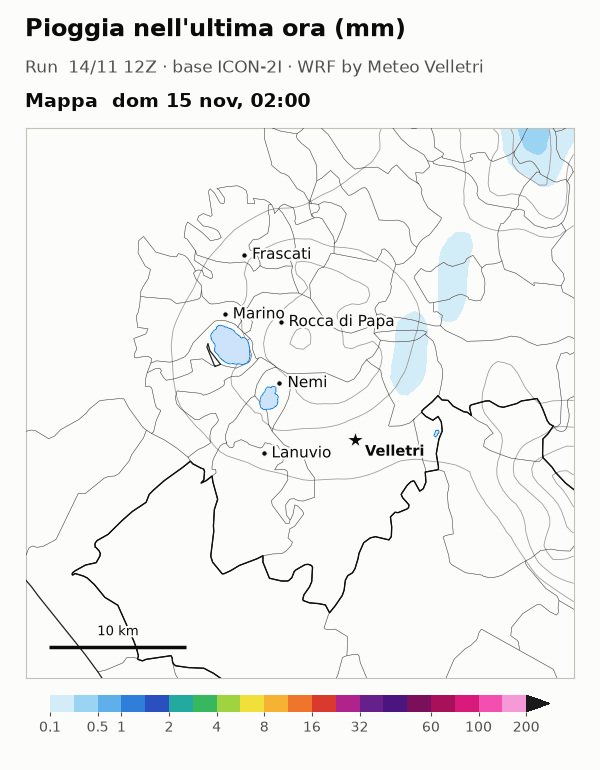 Pioggia nell'ultima ora (mm)
Run  14/11 12Z · base ICON-2I · WRF by Meteo Velletri
Mappa  dom 15 nov, 02:00
Frascati
Marino
Rocca di Papa
Nemi
Velletri
Lanuvio
10 km
0.1 0.5 1 2 4 8 16 32 60 100 200